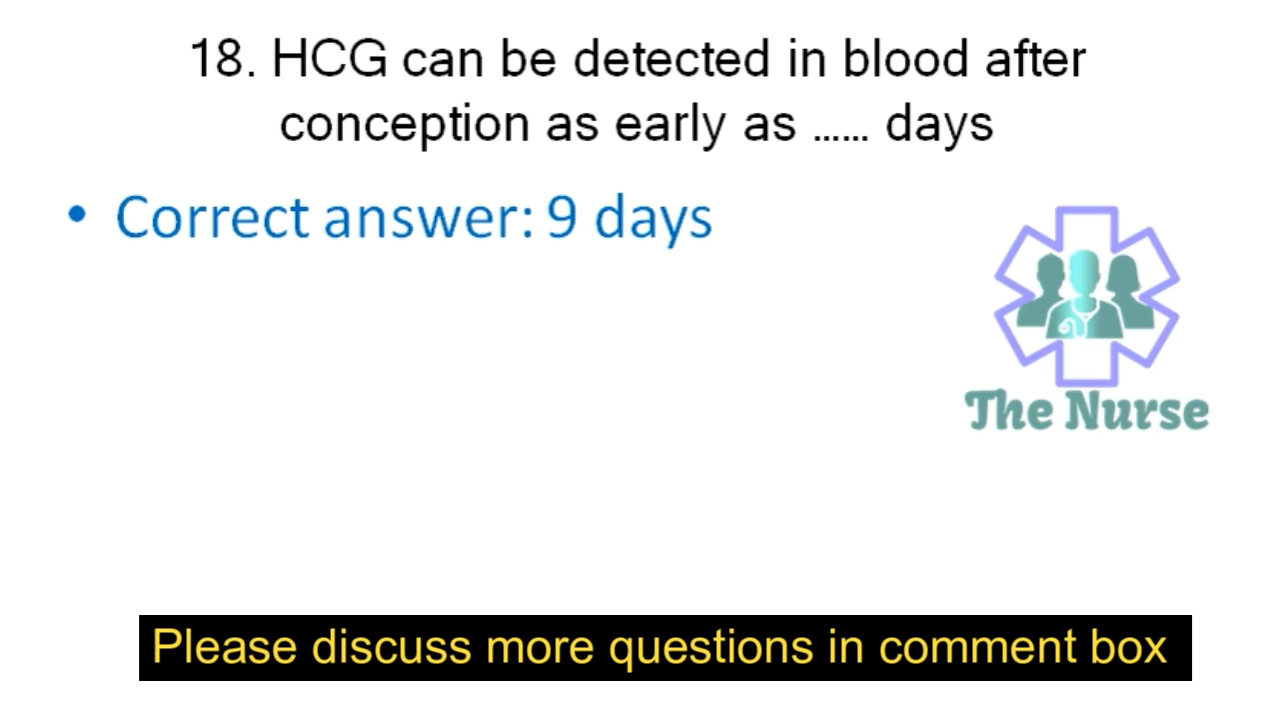 18. HCG can be detected in blood after
conception as early as ...... days
• Correct answer: 9 days
The Nurse
Please discuss more questions in comment box